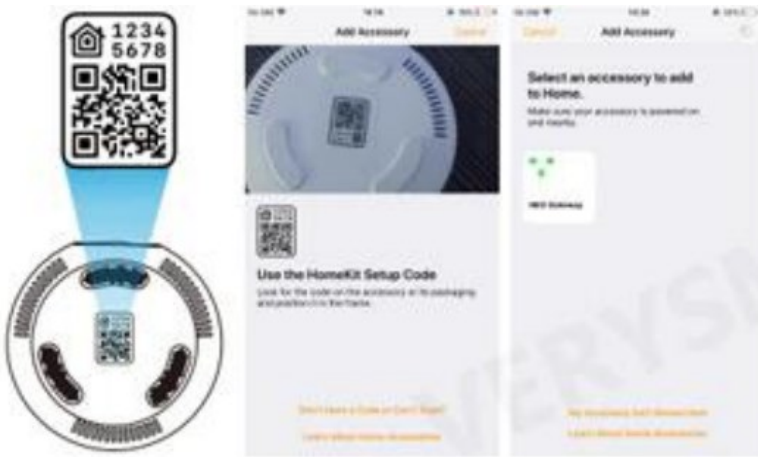 1234
5678
Add Accessory
Cancel
Use the HomeKit Setup Code
Look for the code on the accessory or its packaging
and position it in the frame.
Don't Have a Code or Can't Scan?
Learn About Home Accessories
Cancel
Add Accessory
Select an accessory to add
to Home.
Make sure your accessory is powered on
and nearby.
Gateway
Learn About Home Accessories